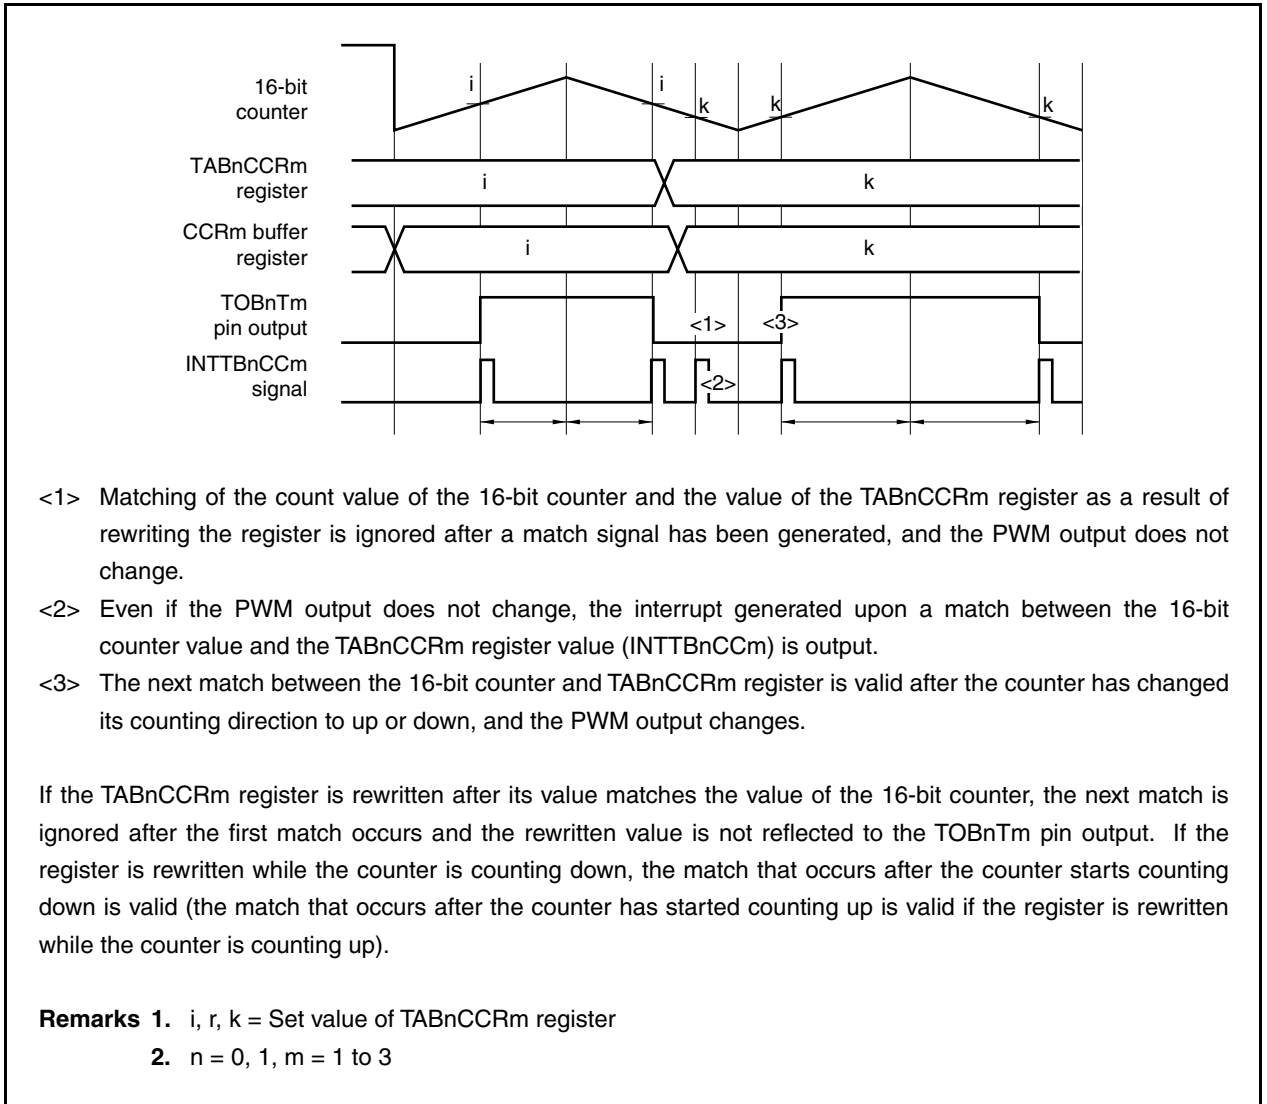 i
i
16-bit
k
k
k
counter
TABnCCRm
register
i
k
CCRm buffer
register
i
k
TOBnTm
pin output
<1>
<3>
INTTBnCCm
signal
<2>
<1> Matching of the count value of the 16-bit counter and the value of the TABnCCRm register as a result of
rewriting the register is ignored after a match signal has been generated, and the PWM output does not
change.
<2> Even if the PWM output does not change, the interrupt generated upon a match between the 16-bit
counter value and the TABnCCRm register value (INTTBnCCm) is output.
<3> The next match between the 16-bit counter and TABnCCRm register is valid after the counter has changed
its counting direction to up or down, and the PWM output changes.
If the TABnCCRm register is rewritten after its value matches the value of the 16-bit counter, the next match is
ignored after the first match occurs and the rewritten value is not reflected to the TOBnTm pin output. If the
register is rewritten while the counter is counting down, the match that occurs after the counter starts counting
down is valid (the match that occurs after the counter has started counting up is valid if the register is rewritten
while the counter is counting up).
Remarks 1. i, r, k = Set value of TABnCCRm register
2. n = 0, 1, m = 1 to 3